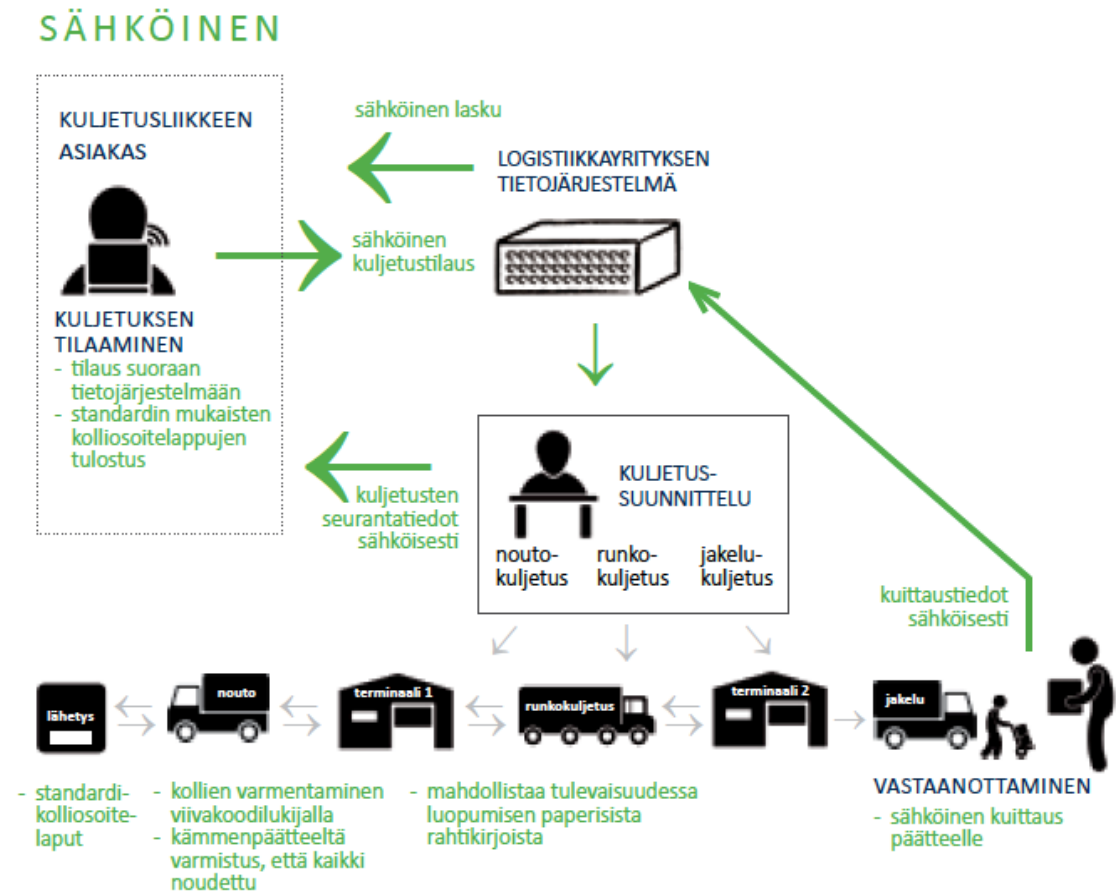 SÄHKÖINEN
KULJETUSLIIKKEEN
ASIAKAS
sähköinen lasku
LOGISTIIKKAYRITYKSEN
TIETOJÄRJESTELMÄ
sähköinen
kuljetustilaus
KULJETUKSEN
TILAAMINEN
- tilaus suoraan
tietojärjestelmään
- standardin mukaisten
kolliosoitelappujen
tulostus
kuljetusten
seurantatiedot
sähköisesti
KULJETUS-
SUUNNITTELU
nouto-
kuljetus
runko-
kuljetus
jakelu-
kuljetus
kuittaustiedot
sähköisesti
lähetys
nouto
terminaali 1
runkokuljetus
terminaali 2
jakelu
- standardi-
kolliosoite-
laput
- kollien varmentaminen
viivakoodilukijalla
- kämmenpäätteeltä
varmistus, että kaikki
noudettu
- mahdollistaa tulevaisuudessa
luopumisen paperisista
rahtikirjoista
VASTAANOTTAMINEN
- sähköinen kuittaus
päätteelle